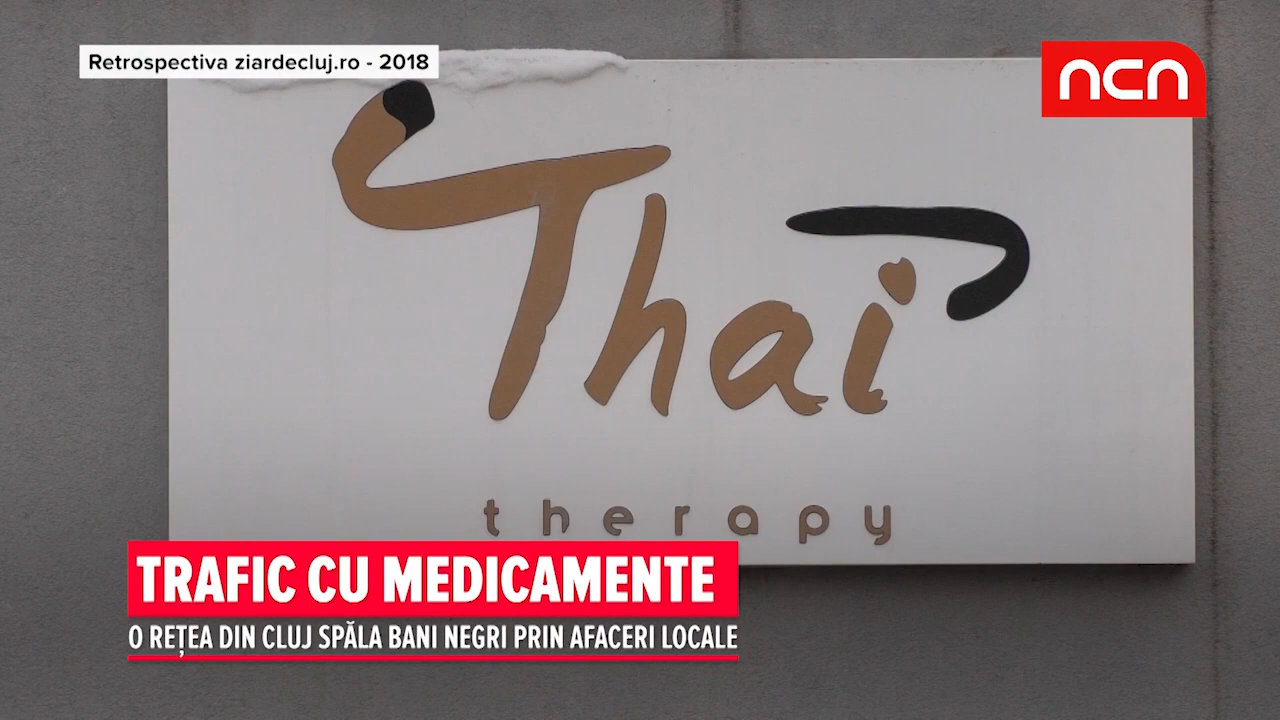 Retrospectiva ziardecluj.ro - 2018
ncn
Thai
therapy
TRAFIC CU MEDICAMENTE
O REȚEA DIN CLUJ SPĂLA BANI NEGRI PRIN AFACERI LOCALE